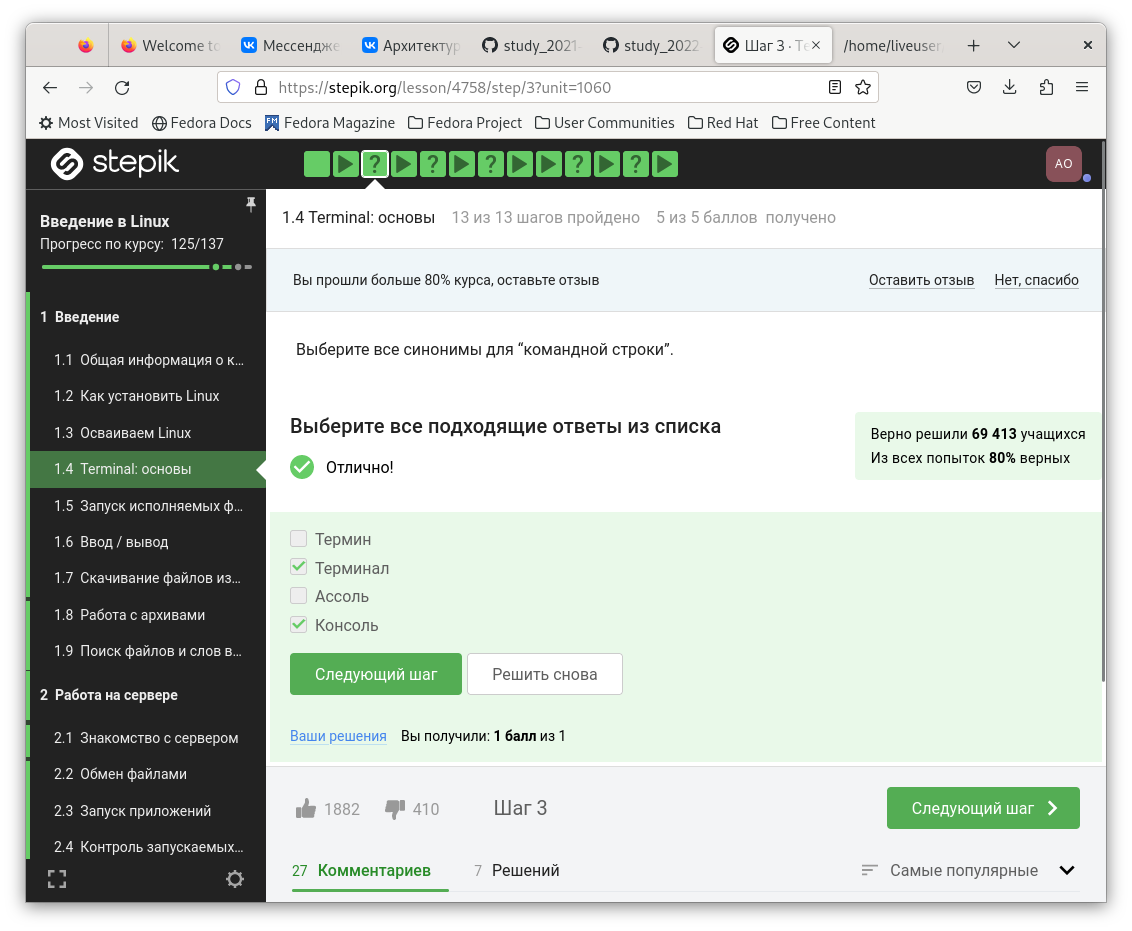 Welcome to
Мессендже
Архитектур
study_2021-
study_2022
Шаг 3 · Те
/home/liveuser
https://stepik.org/lesson/4758/step/3?unit=1060
Most Visited
Fedora Docs
Fedora Magazine
Fedora Project
User Communities
Red Hat
Free Content
stepik
AO
Введение в Linux
Прогресс по курсу: 125/137
1 Введение
1.1 Общая информация о к...
1.2 Как установить Linux
1.3 Осваиваем Linux
1.4 Terminal: основы
1.5 Запуск исполняемых ф...
1.6 Ввод / вывод
1.7 Скачивание файлов из...
1.8 Работа с архивами
1.9 Поиск файлов и слов в...
2 Работа на сервере
2.1 Знакомство с сервером
2.2 Обмен файлами
2.3 Запуск приложений
2.4 Контроль запускаемых...
1.4 Terminal: основы 13 из 13 шагов пройдено 5 из 5 баллов получено
Вы прошли больше 80% курса, оставьте отзыв
Оставить отзыв
Нет, спасибо
Выберите все синонимы для “командной строки”.
Выберите все подходящие ответы из списка
Отлично!
Верно решили 69 413 учащихся
Из всех попыток 80% верных
Термин
Терминал
Ассоль
Консоль
Следующий шаг
Решить снова
Ваши решения Вы получили: 1 балл из 1
1882
410
Шаг 3
Следующий шаг
27 Комментариев
7 Решений
Самые популярные